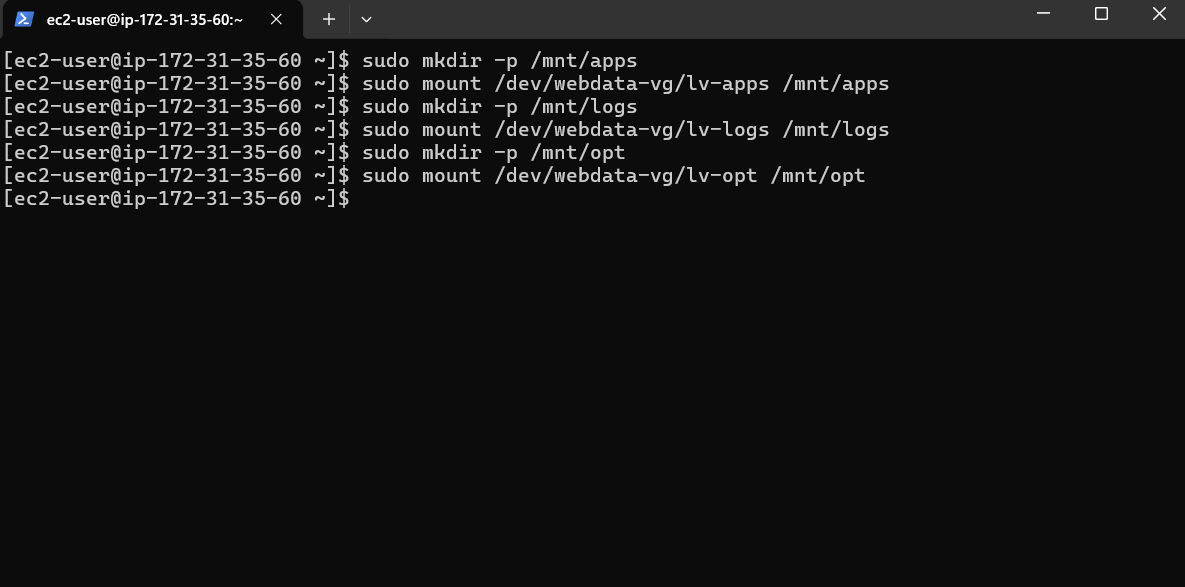 ec2-user@ip-172-31-35-60:~
[ec2-user@ip-172-31-35-60 ~]$ sudo mkdir -p /mnt/apps
[ec2-user@ip-172-31-35-60 ~]$ sudo mount /dev/webdata-vg/lv-apps /mnt/apps
[ec2-user@ip-172-31-35-60 ~]$ sudo mkdir -p /mnt/logs
[ec2-user@ip-172-31-35-60 ~]$ sudo mount /dev/webdata-vg/lv-logs /mnt/logs
[ec2-user@ip-172-31-35-60 ~]$ sudo mkdir -p /mnt/opt
[ec2-user@ip-172-31-35-60 ~]$ sudo mount /dev/webdata-vg/lv-opt /mnt/opt
[ec2-user@ip-172-31-35-60 ~]$